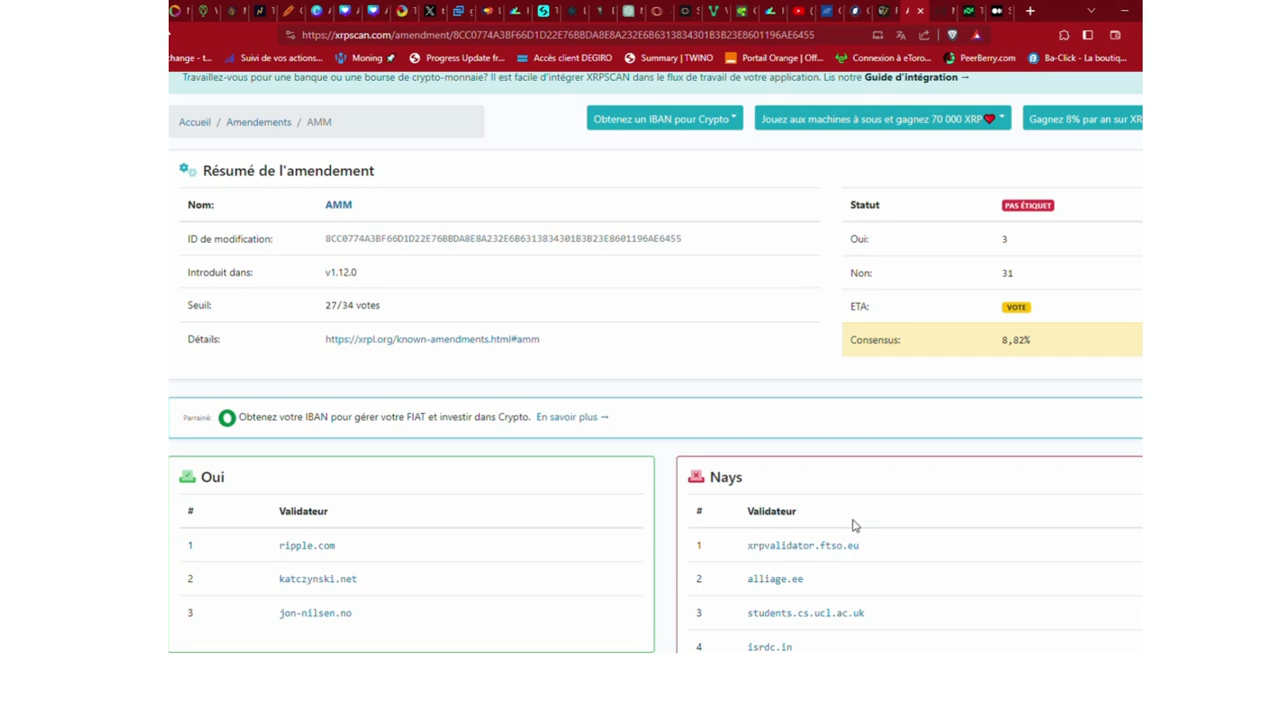 https://xrpscan.com/amendment/8CC0774A3BF66D1D22E76BBDA8E8A232E6B6313834301B3B23E8601196AE6455
change - t... Suivi de vos actions... Moning Progress Update fr... Accès client DEGIRO Summary | TWINO Portail Orange | Off... Connexion à eToro... PeerBerry.com Ba-Click - La boutiq...
Travaillez-vous pour une banque ou une bourse de crypto-monnaie? Il est facile d'intégrer XRPSCAN dans le flux de travail de votre application. Lis notre Guide d'intégration →
Accueil / Amendements / AMM
Obtenez un IBAN pour Crypto
Jouez aux machines à sous et gagnez 70 000 XRP
Gagnez 8% par an sur XR
Résumé de l'amendement
Nom: AMM
ID de modification: 8CC0774A3BF66D1D22E76BBDA8E8A232E6B6313834301B3B23E8601196AE6455
Introduit dans: v1.12.0
Seuil: 27/34 votes
Détails: https://xrpl.org/known-amendments.html#amm
Statut PAS ÉTIQUET
Oui: 3
Non: 31
ETA: VOTE
Consensus: 8,82%
Parrainé: Obtenez votre IBAN pour gérer votre FIAT et investir dans Crypto. En savoir plus →
Oui
# Validateur
1 ripple.com
2 katczynski.net
3 jon-nilsen.no
Nays
# Validateur
1 xrpvalidator.ftso.eu
2 alliage.ee
3 students.cs.ucl.ac.uk
4 isrdc.in